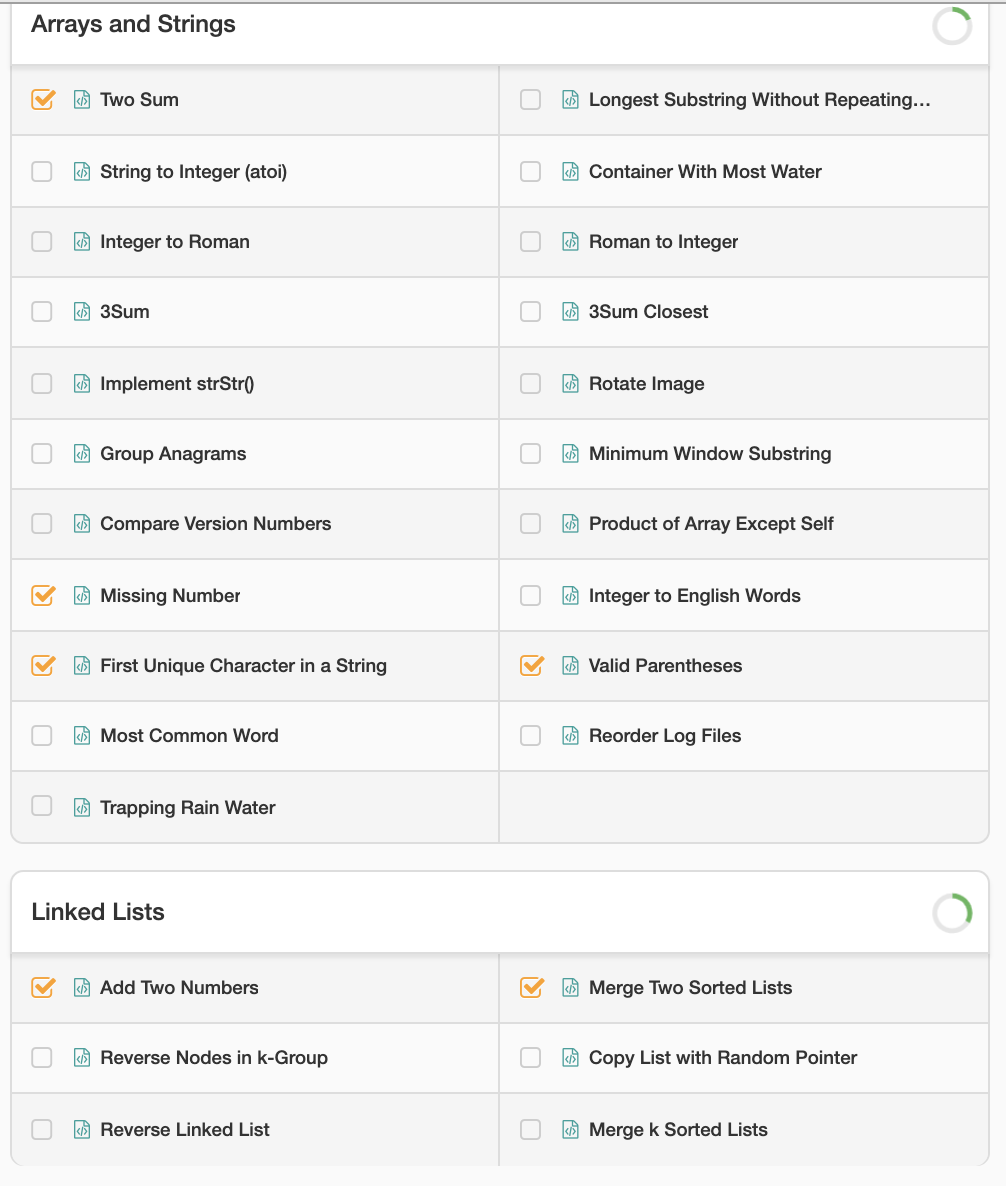 Arrays and Strings
Two Sum
Longest Substring Without Repeating...
String to Integer (atoi)
Container With Most Water
Integer to Roman
Roman to Integer
3Sum
3Sum Closest
Implement strStr()
Rotate Image
Group Anagrams
Minimum Window Substring
Compare Version Numbers
Product of Array Except Self
Missing Number
Integer to English Words
First Unique Character in a String
Valid Parentheses
Most Common Word
Reorder Log Files
Trapping Rain Water
Linked Lists
Add Two Numbers
Merge Two Sorted Lists
Reverse Nodes in k-Group
Copy List with Random Pointer
Reverse Linked List
Merge k Sorted Lists